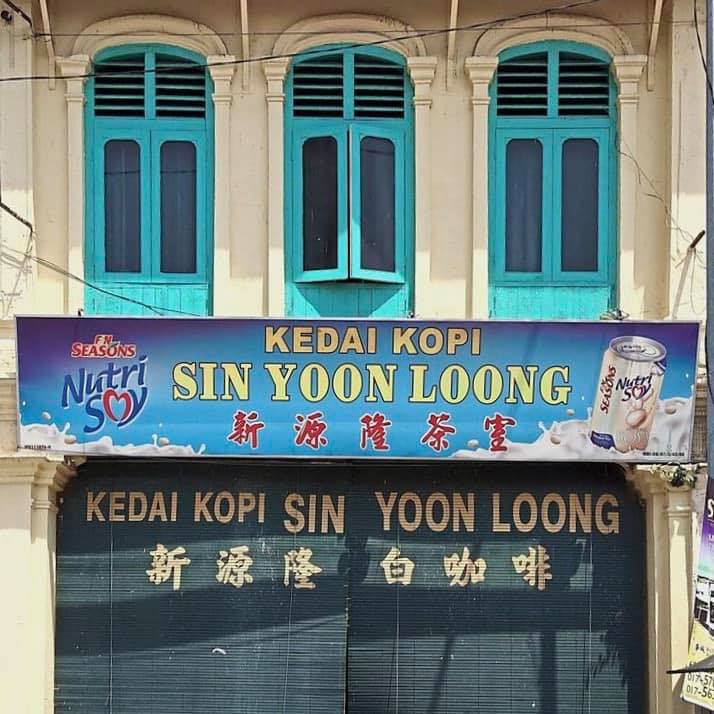 KEDAI KOPI
F&N
SEASONS
Nutri
Soy
SIN YOON LOONG
新源隆茶室
SEASONS
Nutri
Soy
KEDAI KOPI SIN YOON LOONG
新源隆 白咖啡